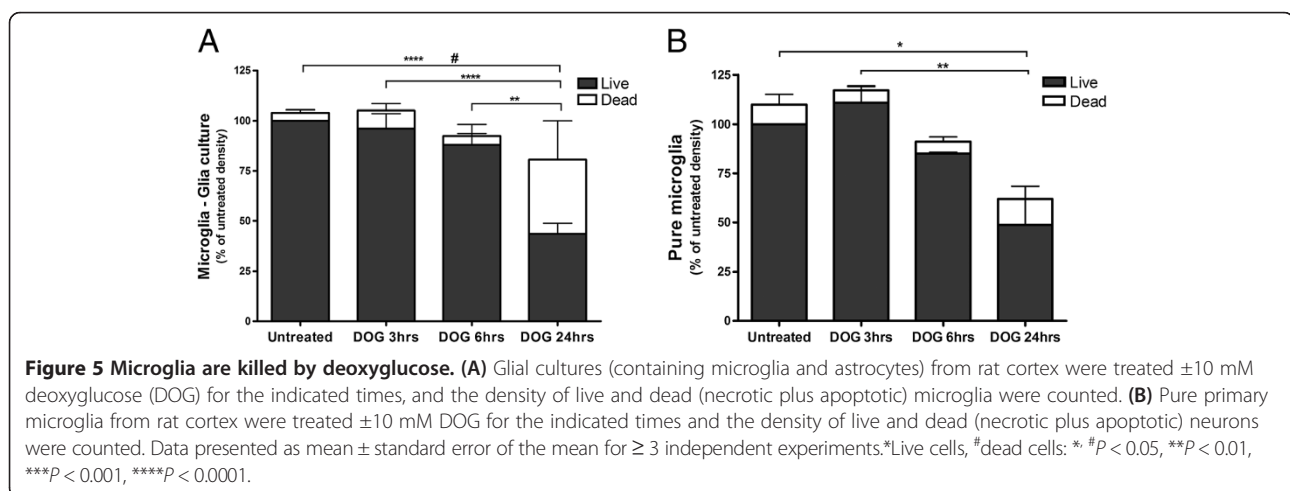 A
**** #
****
**
Live
Dead
125
100
75
50
25
0
Microglia - Glia culture
(% of untreated density)
Untreated DOG 3hrs DOG 6hrs DOG 24hrs
B
*
**
Live
Dead
125
100
75
50
25
0
Pure microglia
(% of untreated density)
Untreated DOG 3hrs DOG 6hrs DOG 24hrs
Figure 5 Microglia are killed by deoxyglucose. (A) Glial cultures (containing microglia and astrocytes) from rat cortex were treated ±10 mM
deoxyglucose (DOG) for the indicated times, and the density of live and dead (necrotic plus apoptotic) microglia were counted. (B) Pure primary
microglia from rat cortex were treated ±10 mM DOG for the indicated times and the density of live and dead (necrotic plus apoptotic) neurons
were counted. Data presented as mean ± standard error of the mean for ≥ 3 independent experiments.*Live cells, #dead cells: *, #P < 0.05, **P < 0.01,
***P < 0.001, ****P < 0.0001.